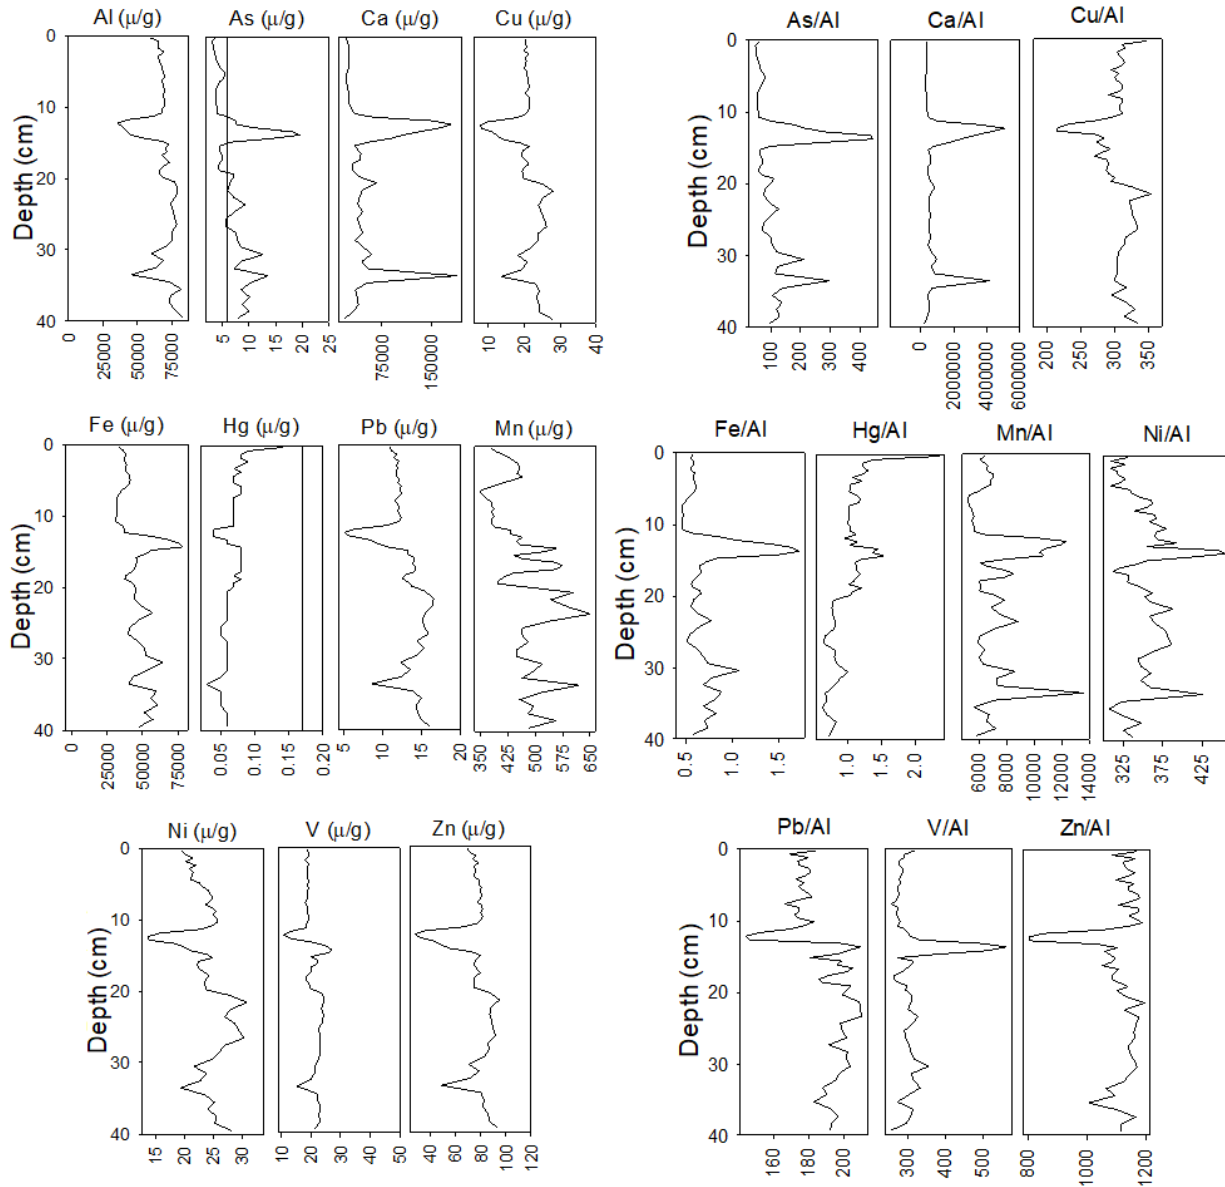 Al (μ/g) As (μ/g) Ca (μ/g) Cu (μ/g)
0
10
20
30
40
Depth (cm)
0 25000 50000 75000 5 10 15 20 25 75000 150000 10 20 30 40
As/Al Ca/Al Cu/Al
0
10
20
30
40
Depth (cm)
100 200 300 400 0 2000000 4000000 6000000 200 250 300 350
Fe (μ/g) Hg (μ/g) Pb (μ/g) Mn (μ/g)
0
10
20
30
40
Depth (cm)
0 25000 50000 75000 0.05 0.10 0.15 0.20 5 10 15 20 350 425 500 575 650
Fe/Al Hg/Al Mn/Al Ni/Al
0
10
20
30
40
Depth (cm)
0.5 1.0 1.5 1.0 1.5 2.0 6000 8000 10000 12000 14000 325 375 425
Ni (μ/g) V (μ/g) Zn (μ/g)
0
10
20
30
40
Depth (cm)
15 20 25 30 10 20 30 40 50 40 60 80 100 120
Pb/Al V/Al Zn/Al
0
10
20
30
40
Depth (cm)
160 180 200 300 400 500 600 800 1000 1200